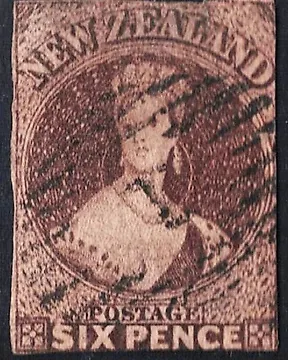 NEW ZEALAND
POSTAGE
SIX PENCE